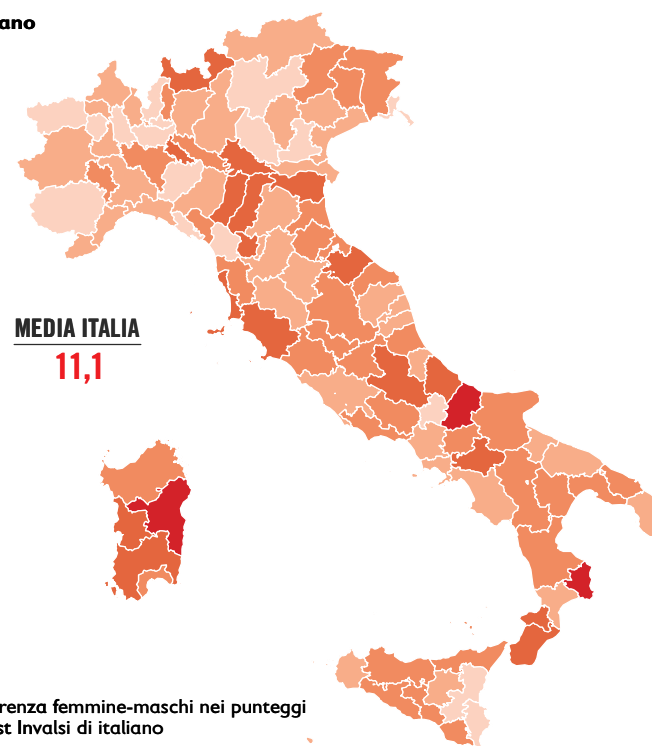 ano
MEDIA ITALIA
11,1
renza femmine-maschi nei punteggi
st Invalsi di italiano